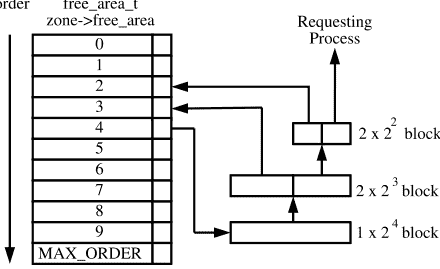 order
free_area_t
zone->free_area
0
1
2
3
4
5
6
7
8
9
MAX_ORDER
Requesting
Process
2 x 2^2 block
2 x 2^3 block
1 x 2^4 block